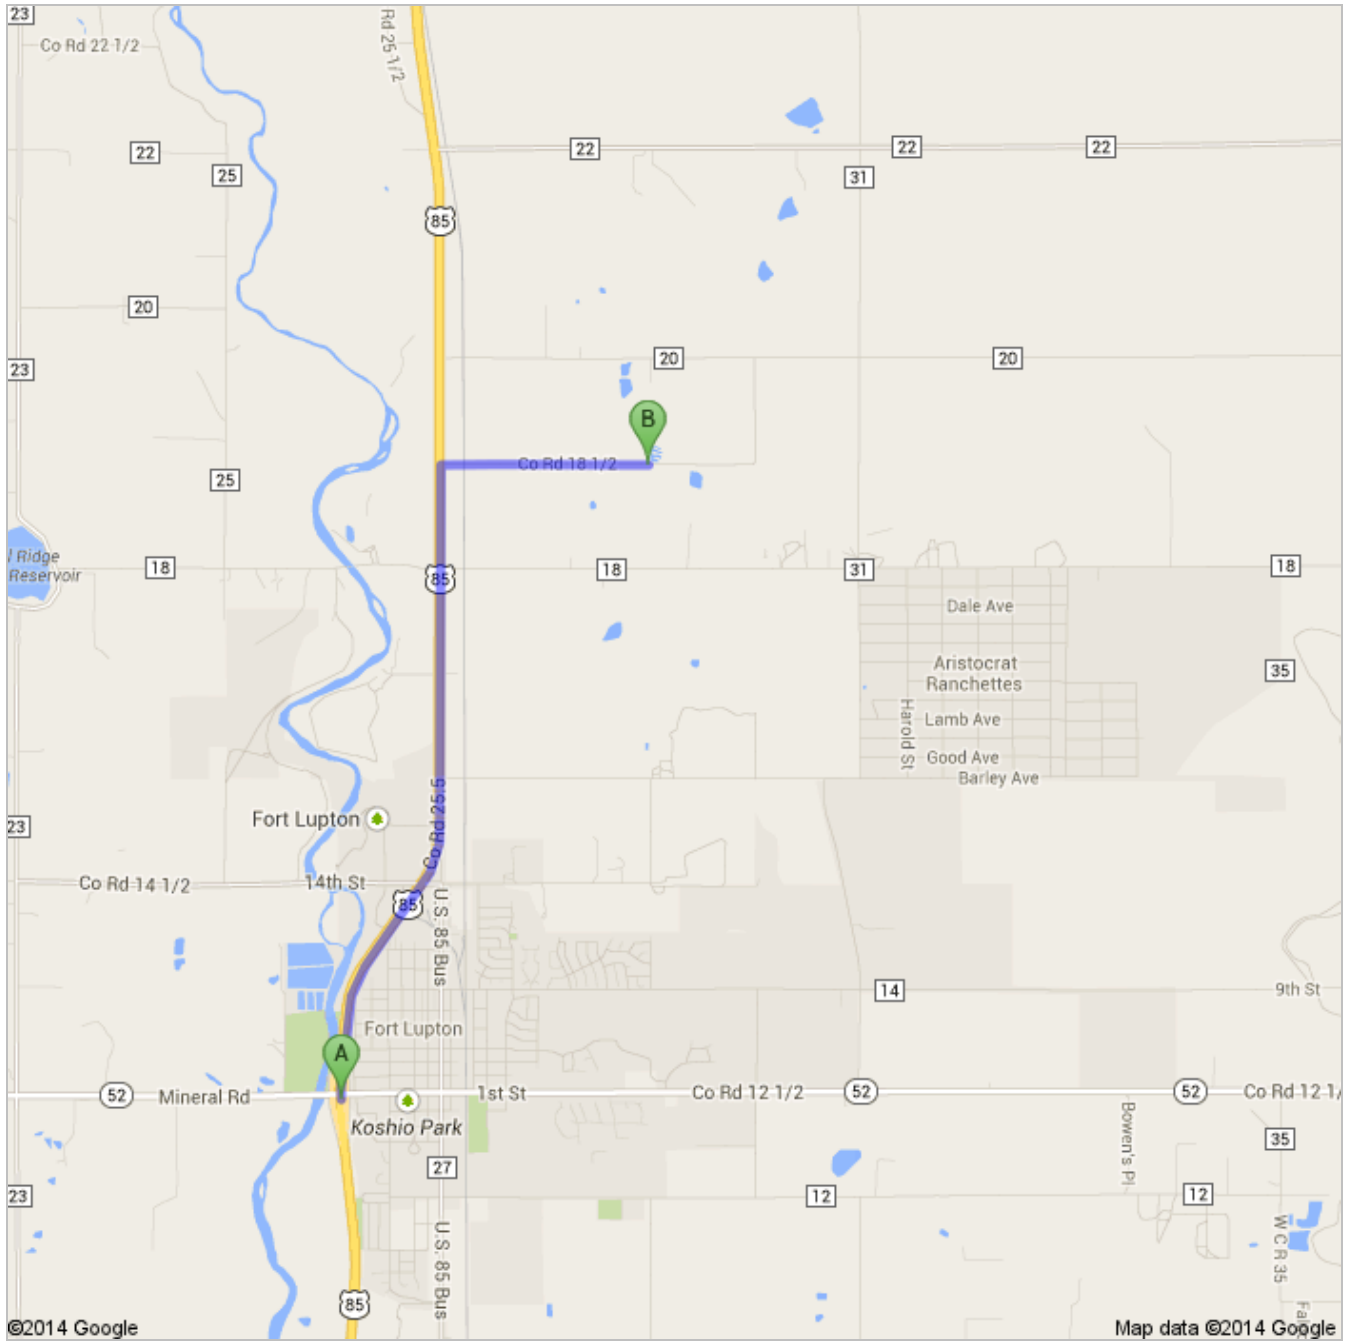 23
Co Rd 22 1/2
Rd 25 1/2
22
25
22
22
22
31
85
20
23
20
20
B
Co Rd 18 1/2
25
l Ridge
Reservoir
18
85
18
31
18
Dale Ave
Aristocrat
Ranchettes
35
Harold St
Lamb Ave
Good Ave
Barley Ave
Co Rd 25.5
Fort Lupton
23
Co Rd 14 1/2
14th St
85
U.S. 85 Bus
14
9th St
Fort Lupton
A
52
Mineral Rd
1st St
Co Rd 12 1/2
52
52
Co Rd 12 1/
Koshio Park
Bowen's Pl
35
27
23
12
12
U.S. 85 Bus
W C R 35
85
Fal
©2014 Google
Map data ©2014 Google